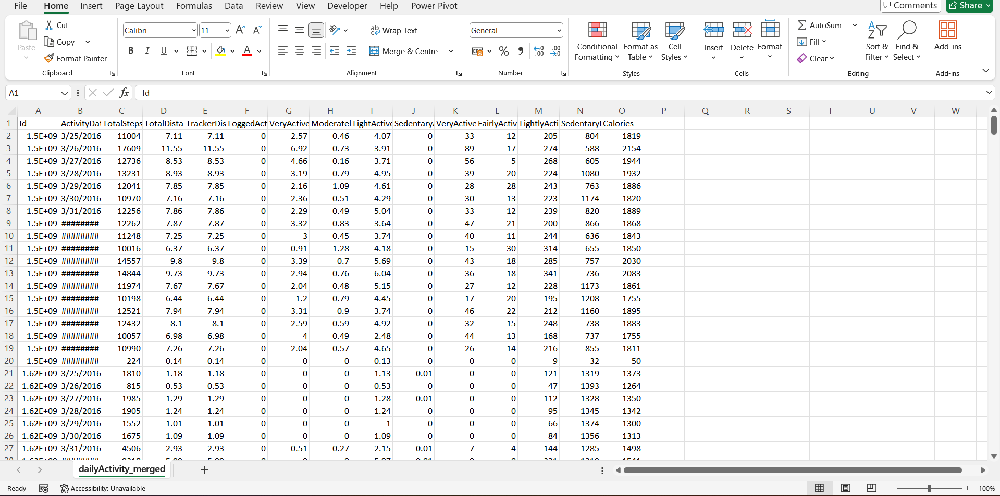 File Home Insert Page Layout Formulas Data Review View Developer Help Power Pivot Comments Share
Paste Cut Copy Format Painter Clipboard
Calibri 11 A A B I U A Font
ab c Wrap Text Merge & Centre Alignment
General % 9 .00 .00 Number
Conditional Formatting Format as Table Cell Styles Styles
Insert Delete Format Cells
AutoSum Fill Clear Sort & Filter Find & Select Editing
Add-ins Add-ins
A1 fx Id
A B C D E F G H I J K L M N O P Q R S T U V W
1 Id ActivityDat TotalSteps TotalDista TrackerDis LoggedAct VeryActive Moderatel LightActive SedentaryA VeryActive FairlyActiv LightlyActi SedentaryI Calories
2 1.5E+09 3/25/2016 11004 7.11 7.11 0 2.57 0.46 4.07 0 33 12 205 804 1819
3 1.5E+09 3/26/2016 17609 11.55 11.55 0 6.92 0.73 3.91 0 89 17 274 588 2154
4 1.5E+09 3/27/2016 12736 8.53 8.53 0 4.66 0.16 3.71 0 56 5 268 605 1944
5 1.5E+09 3/28/2016 13231 8.93 8.93 0 3.19 0.79 4.95 0 39 20 224 1080 1932
6 1.5E+09 3/29/2016 12041 7.85 7.85 0 2.16 1.09 4.61 0 28 28 243 763 1886
7 1.5E+09 3/30/2016 10970 7.16 7.16 0 2.36 0.51 4.29 0 30 13 223 1174 1820
8 1.5E+09 3/31/2016 12256 7.86 7.86 0 2.29 0.49 5.04 0 33 12 239 820 1889
9 1.5E+09 ######## 12262 7.87 7.87 0 3.32 0.83 3.64 0 47 21 200 866 1868
10 1.5E+09 ######## 11248 7.25 7.25 0 3 0.45 3.74 0 40 11 244 636 1843
11 1.5E+09 ######## 10016 6.37 6.37 0 0.91 1.28 4.18 0 15 30 314 655 1850
12 1.5E+09 ######## 14557 9.8 9.8 0 3.39 0.7 5.69 0 43 18 285 757 2030
13 1.5E+09 ######## 14844 9.73 9.73 0 2.94 0.76 6.04 0 36 18 341 736 2083
14 1.5E+09 ######## 11974 7.67 7.67 0 2.04 0.48 5.15 0 27 12 228 1173 1861
15 1.5E+09 ######## 10198 6.44 6.44 0 1.2 0.79 4.45 0 17 20 195 1208 1755
16 1.5E+09 ######## 12521 7.94 7.94 0 3.31 0.9 3.74 0 46 22 212 1160 1895
17 1.5E+09 ######## 12432 8.1 8.1 0 2.59 0.59 4.92 0 32 15 248 738 1883
18 1.5E+09 ######## 10057 6.98 6.98 0 4 0.49 2.48 0 44 13 168 737 1755
19 1.5E+09 ######## 10990 7.26 7.26 0 2.04 0.57 4.65 0 26 14 216 855 1811
20 1.5E+09 ######## 224 0.14 0.14 0 0 0 0.13 0 0 0 9 32 50
21 1.62E+09 3/25/2016 1810 1.18 1.18 0 0 0 1.13 0.01 0 0 121 1319 1373
22 1.62E+09 3/26/2016 815 0.53 0.53 0 0 0 0.53 0 0 0 47 1393 1264
23 1.62E+09 3/27/2016 1985 1.29 1.29 0 0 0 1.28 0.01 0 0 112 1328 1350
24 1.62E+09 3/28/2016 1905 1.24 1.24 0 0 0 1.24 0 0 0 95 1345 1342
25 1.62E+09 3/29/2016 1552 1.01 1.01 0 0 0 1 0 0 0 66 1374 1300
26 1.62E+09 3/30/2016 1675 1.09 1.09 0 0 0 1.09 0 0 0 84 1356 1313
27 1.62E+09 3/31/2016 4506 2.93 2.93 0 0.51 0.27 2.15 0.01 7 4 144 1285 1498
dailyActivity_merged
Ready Accessibility: Unavailable 100%